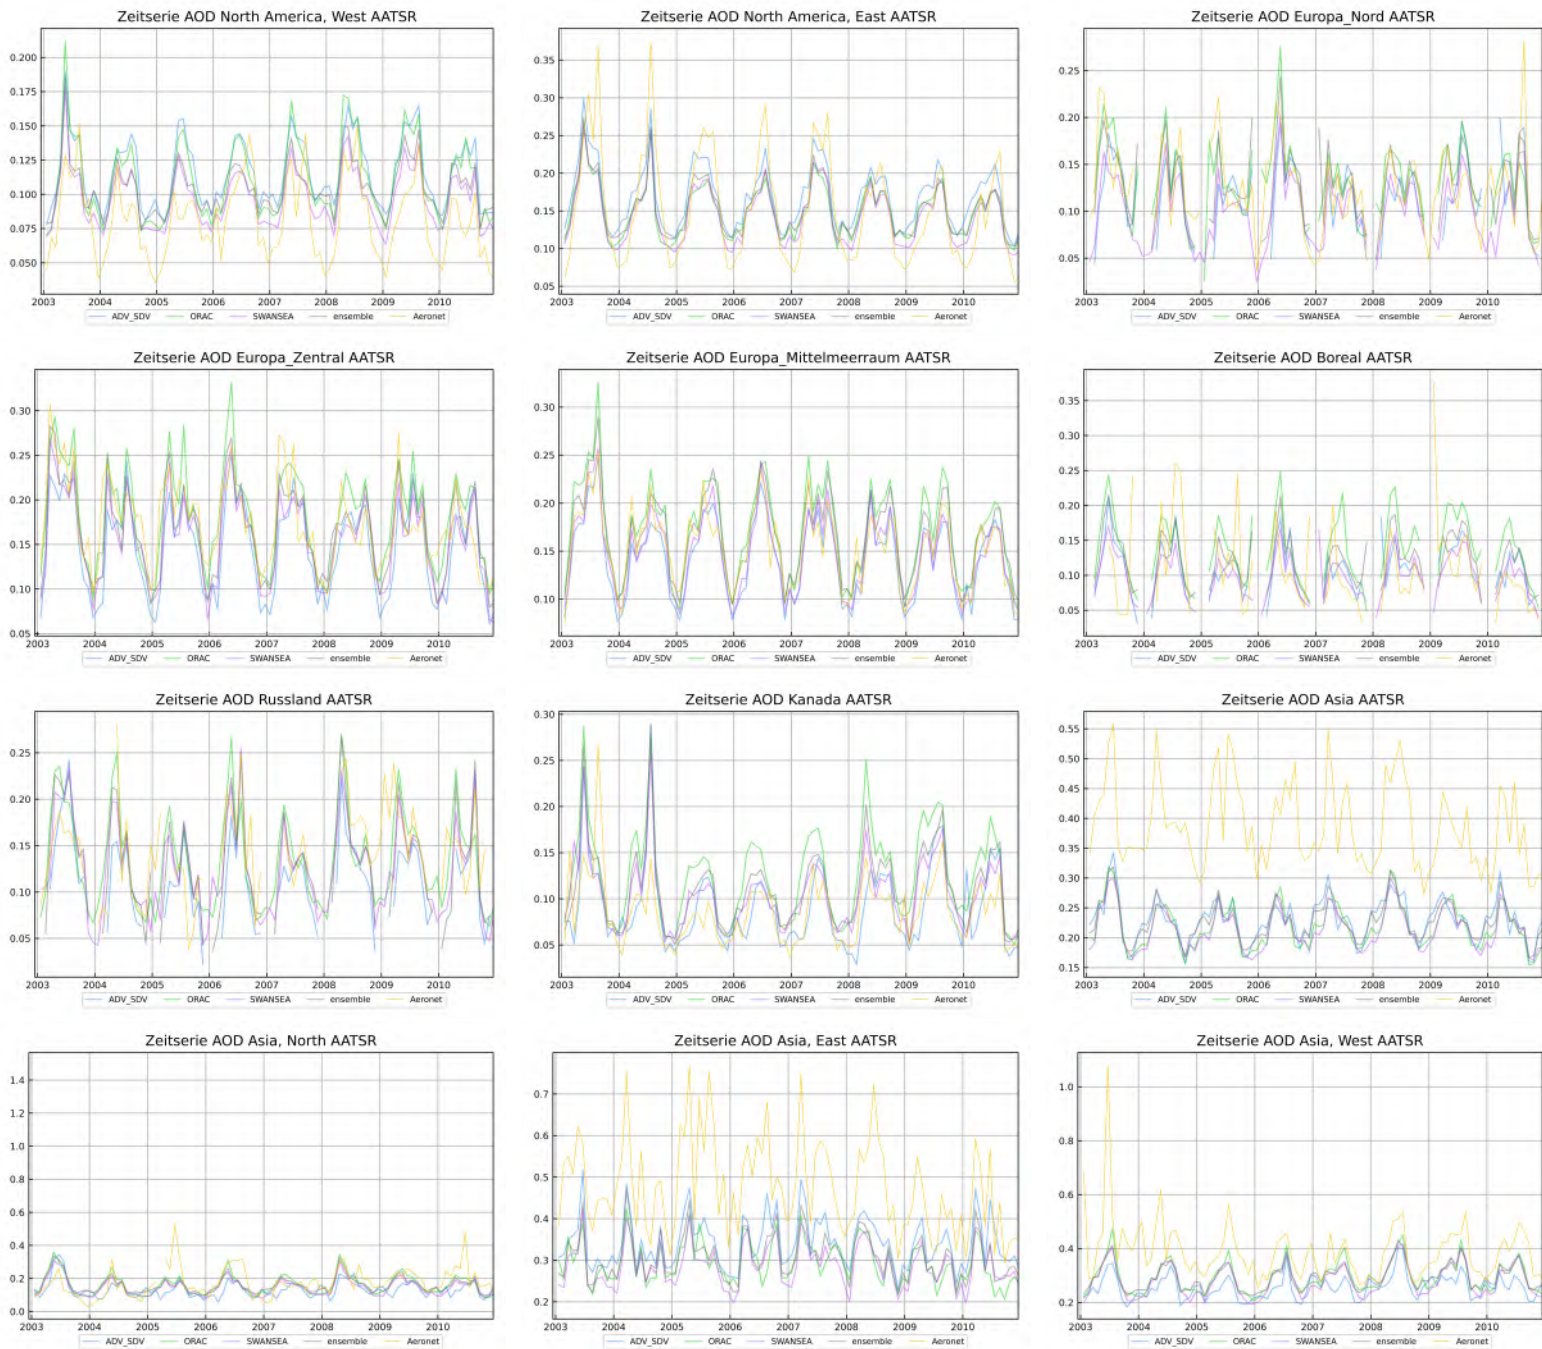 Zeitserie AOD North America, West AATSR
0.200
0.175
0.150
0.125
0.100
0.075
0.050
2003 2004 2005 2006 2007 2008 2009 2010
ADV_SDV ORAC SWANSEA ensemble Aeronet
Zeitserie AOD North America, East AATSR
0.35
0.30
0.25
0.20
0.15
0.10
0.05
2003 2004 2005 2006 2007 2008 2009 2010
ADV_SDV ORAC SWANSEA ensemble Aeronet
Zeitserie AOD Europa_Nord AATSR
0.25
0.20
0.15
0.10
0.05
2003 2004 2005 2006 2007 2008 2009 2010
ADV_SDV ORAC SWANSEA ensemble Aeronet
Zeitserie AOD Europa_Zentral AATSR
0.30
0.25
0.20
0.15
0.10
0.05
2003 2004 2005 2006 2007 2008 2009 2010
ADV_SDV ORAC SWANSEA ensemble Aeronet
Zeitserie AOD Europa_Mittelmeerraum AATSR
0.30
0.25
0.20
0.15
0.10
2003 2004 2005 2006 2007 2008 2009 2010
ADV_SDV ORAC SWANSEA ensemble Aeronet
Zeitserie AOD Boreal AATSR
0.35
0.30
0.25
0.20
0.15
0.10
0.05
2003 2004 2005 2006 2007 2008 2009 2010
ADV_SDV ORAC SWANSEA ensemble Aeronet
Zeitserie AOD Russland AATSR
0.25
0.20
0.15
0.10
0.05
2003 2004 2005 2006 2007 2008 2009 2010
ADV_SDV ORAC SWANSEA ensemble Aeronet
Zeitserie AOD Kanada AATSR
0.30
0.25
0.20
0.15
0.10
0.05
2003 2004 2005 2006 2007 2008 2009 2010
ADV_SDV ORAC SWANSEA ensemble Aeronet
Zeitserie AOD Asia AATSR
0.55
0.50
0.45
0.40
0.35
0.30
0.25
0.20
0.15
2003 2004 2005 2006 2007 2008 2009 2010
ADV_SDV ORAC SWANSEA ensemble Aeronet
Zeitserie AOD Asia, North AATSR
1.4
1.2
1.0
0.8
0.6
0.4
0.2
0.0
2003 2004 2005 2006 2007 2008 2009 2010
ADV_SDV ORAC SWANSEA ensemble Aeronet
Zeitserie AOD Asia, East AATSR
0.7
0.6
0.5
0.4
0.3
0.2
2003 2004 2005 2006 2007 2008 2009 2010
ADV_SDV ORAC SWANSEA ensemble Aeronet
Zeitserie AOD Asia, West AATSR
1.0
0.8
0.6
0.4
0.2
2003 2004 2005 2006 2007 2008 2009 2010
ADV_SDV ORAC SWANSEA ensemble Aeronet